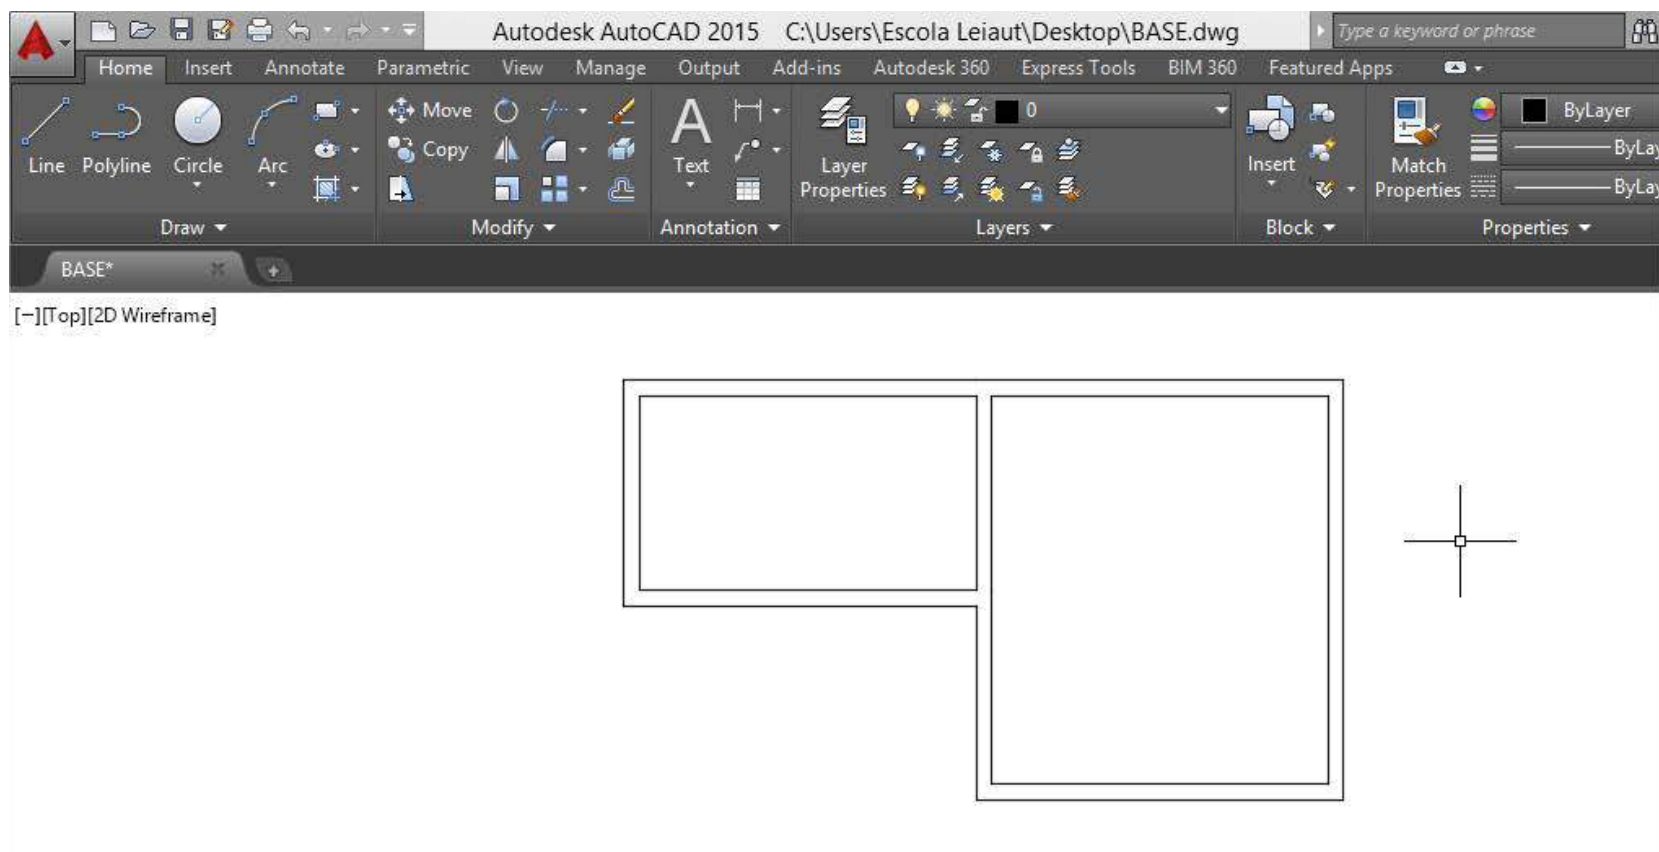 Autodesk AutoCAD 2015 C:\Users\Escola Leiaut\Desktop\BASE.dwg
Type a keyword or phrase
Home Insert Annotate Parametric View Manage Output Add-ins Autodesk 360 Express Tools BIM 360 Featured Apps
Line Polyline Circle Arc
Move
Copy
Text
Layer
Properties
0
Insert
Match
Properties
ByLayer
ByLay
ByLay
Draw Modify Annotation Layers Block Properties
BASE*
[−][Top][2D Wireframe]